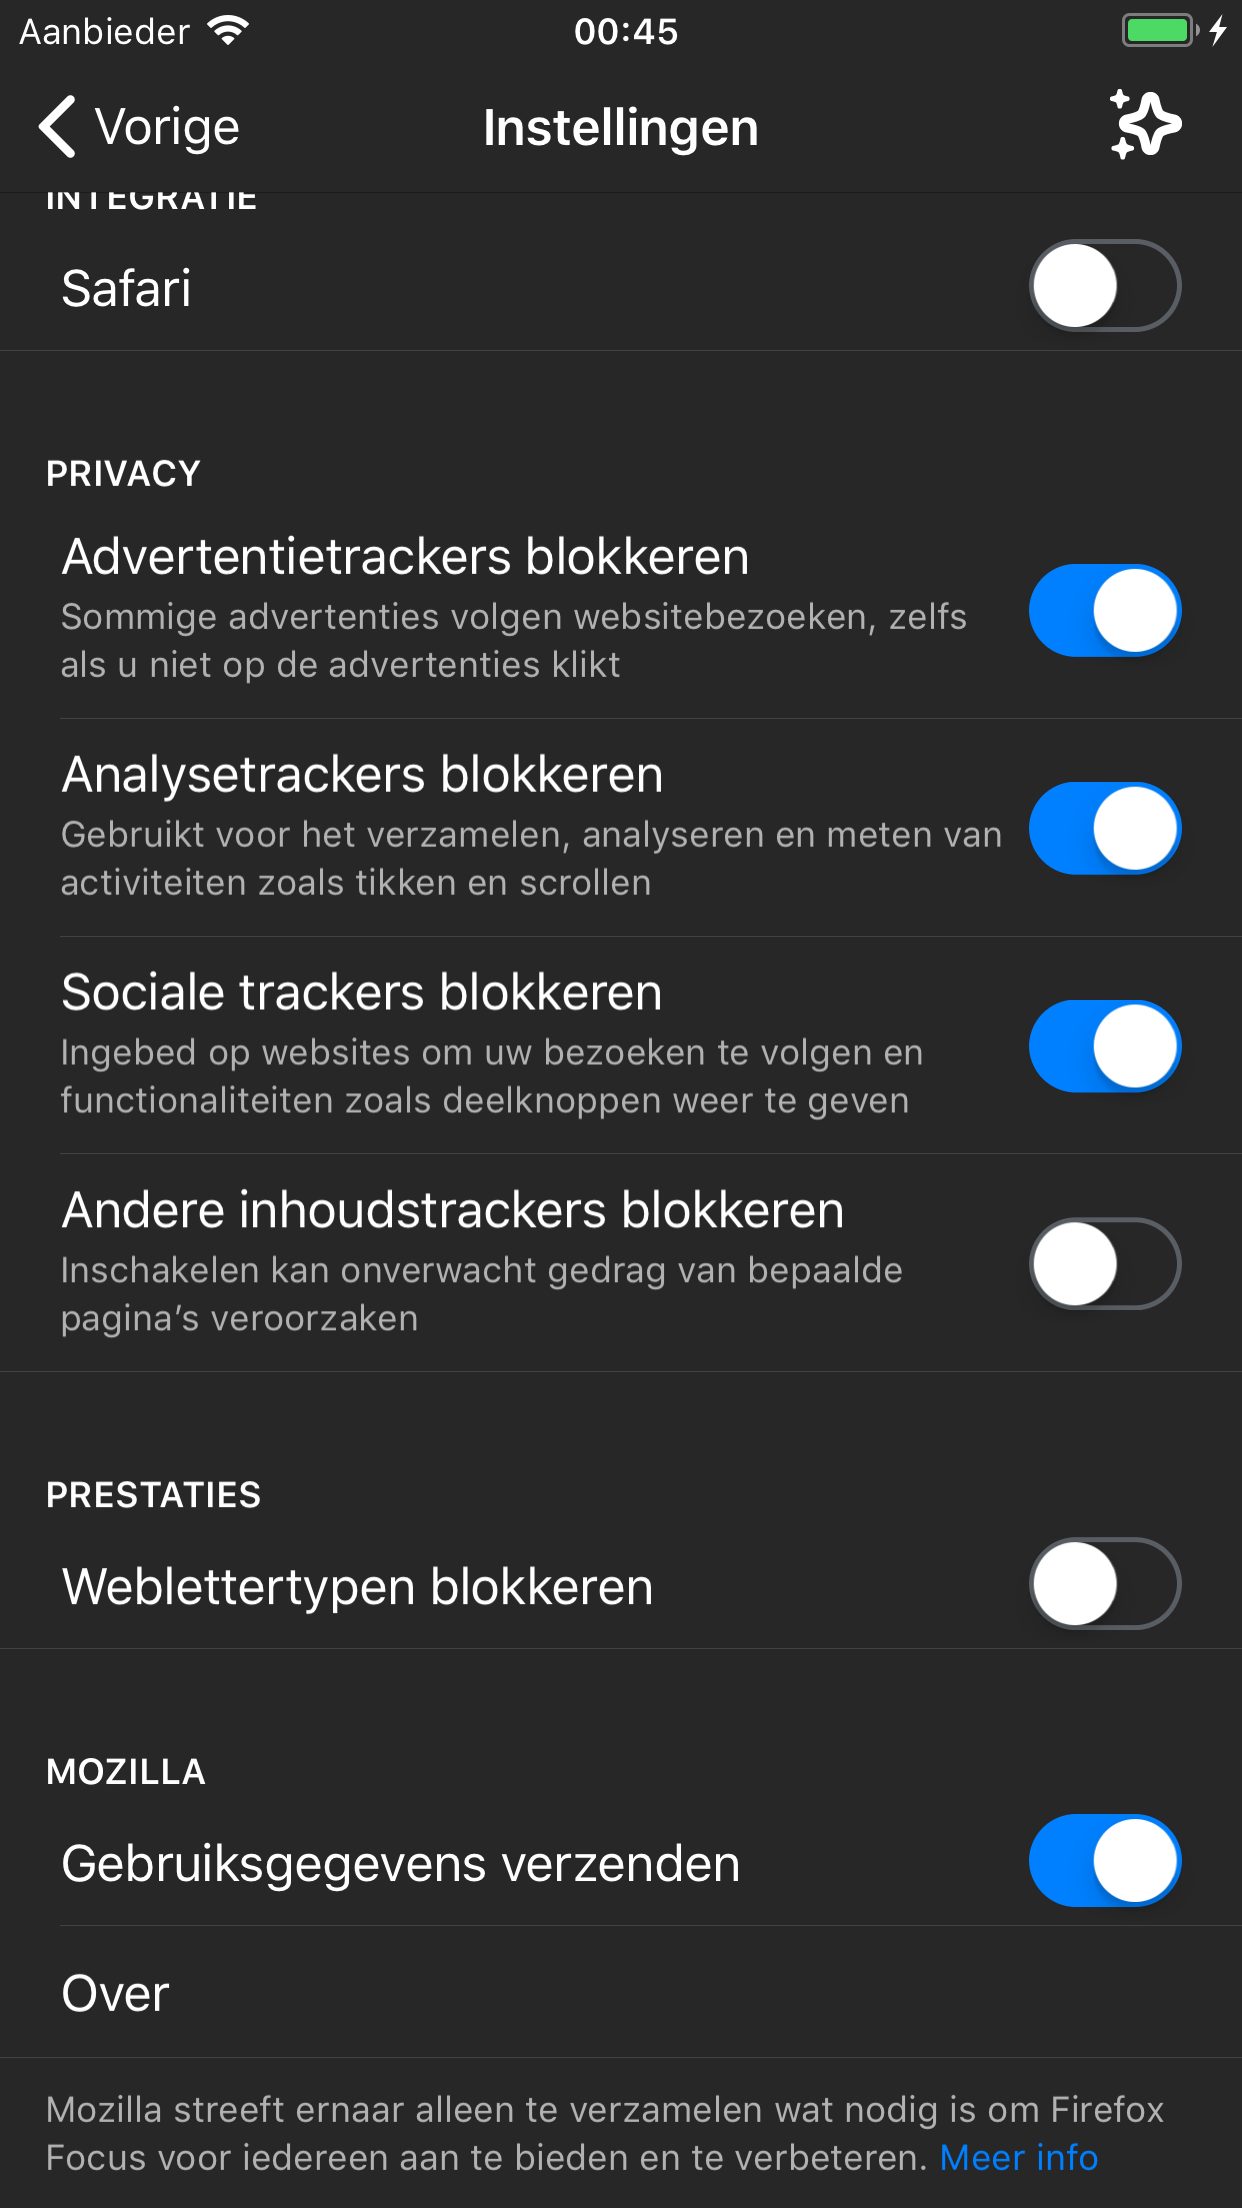 Aanbieder
00:45
Vorige
Instellingen
INTEGRATIE
Safari
PRIVACY
Advertentietrackers blokkeren
Sommige advertenties volgen websitebezoeken, zelfs
als u niet op de advertenties klikt
Analysetrackers blokkeren
Gebruikt voor het verzamelen, analyseren en meten van
activiteiten zoals tikken en scrollen
Sociale trackers blokkeren
Ingebed op websites om uw bezoeken te volgen en
functionaliteiten zoals deelknoppen weer te geven
Andere inhoudstrackers blokkeren
Inschakelen kan onverwacht gedrag van bepaalde
pagina’s veroorzaken
PRESTATIES
Weblettertypen blokkeren
MOZILLA
Gebruiksgegevens verzenden
Over
Mozilla streeft ernaar alleen te verzamelen wat nodig is om Firefox
Focus voor iedereen aan te bieden en te verbeteren. Meer info